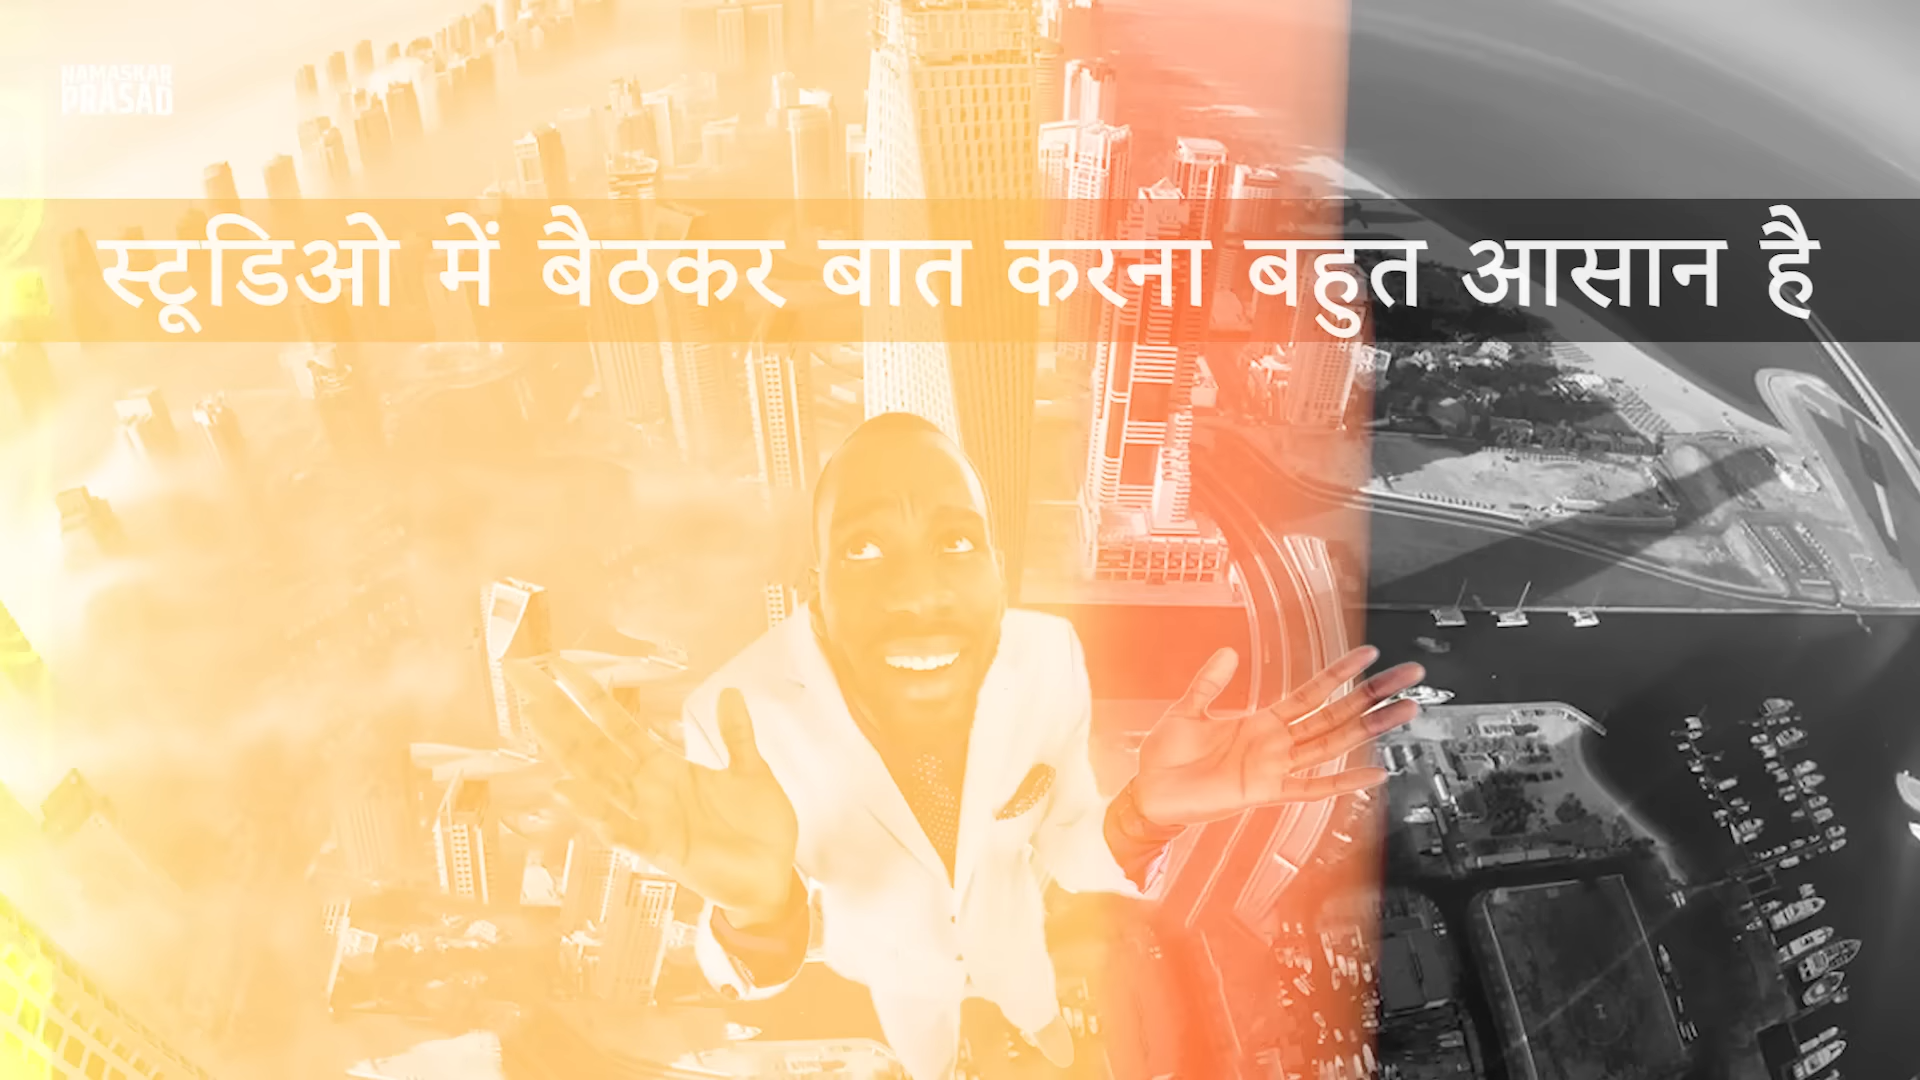 NAMASKAR
PRASAD
स्टूडिओ में बैठकर बात करना बहुत आसान है